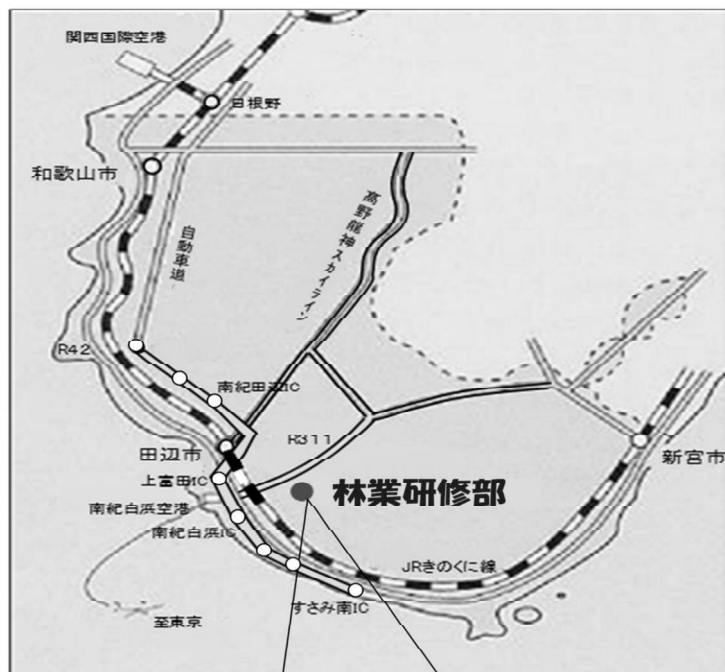 関西国際空港
日根野
和歌山市
自動車道
高野龍神スカイライン
R42
南紀田辺IC
田辺市
R311
新宮市
上富田IC
林業研修部
南紀白浜空港
南紀白浜IC
JRきのくに線
すさみ南IC
至東京